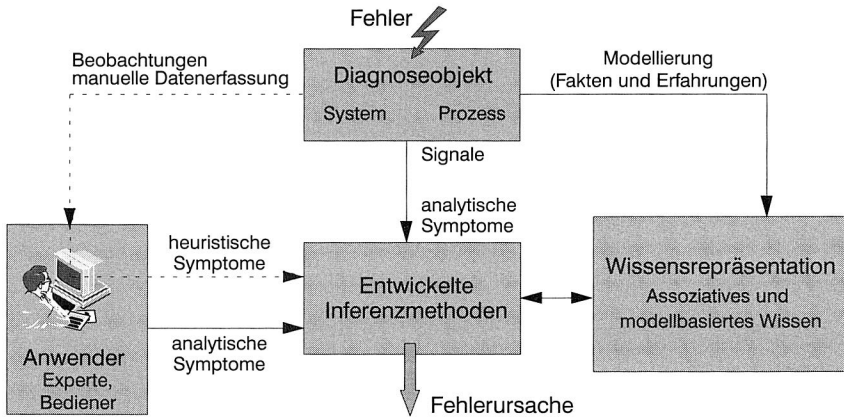 Fehler
Beobachtungen
manuelle Datenerfassung
Diagnoseobjekt
System Prozess
Modellierung
(Fakten und Erfahrungen)
Signale
analytische
Symptome
heuristische
Symptome
Entwickelte
Inferenzmethoden
Wissensrepräsentation
Assoziatives und
modellbasiertes Wissen
analytische
Symptome
Anwender
Experte,
Bediener
Fehlerursache